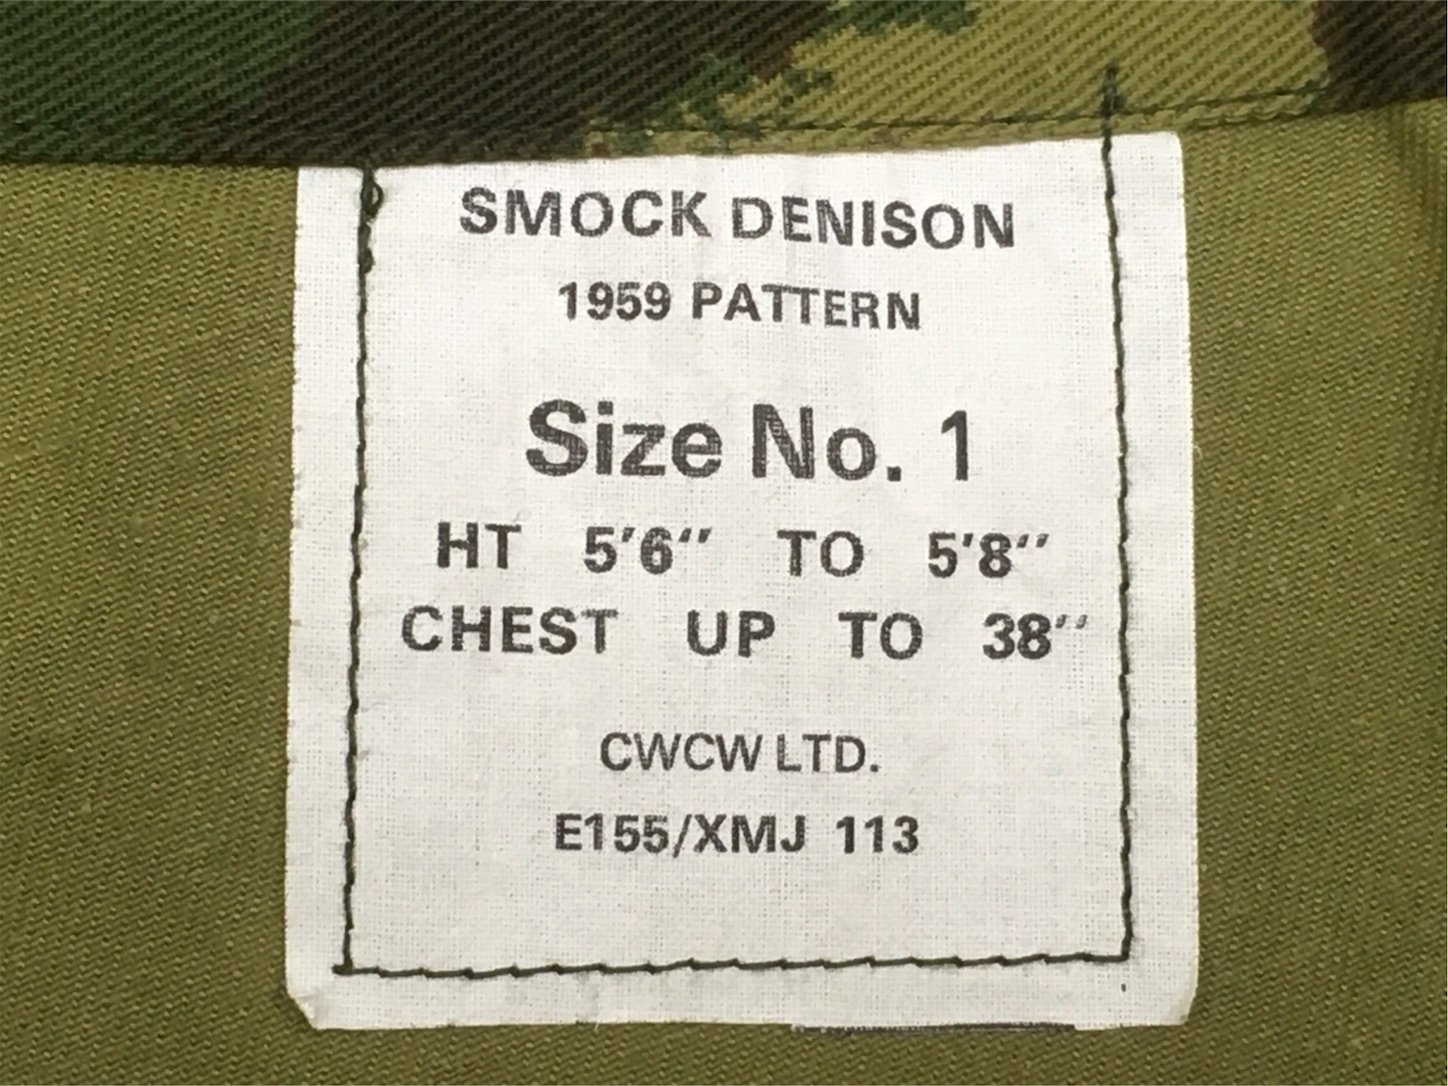 SMOCK DENISON
1959 PATTERN
Size No. 1
HT 5'6" TO 5'8"
CHEST UP TO 38"
CWCW LTD.
E155/XMJ 113